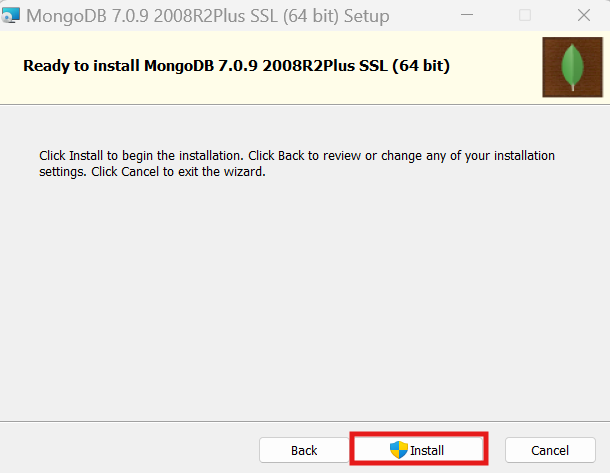 MongoDB 7.0.9 2008R2Plus SSL (64 bit) Setup
Ready to install MongoDB 7.0.9 2008R2Plus SSL (64 bit)
Click Install to begin the installation. Click Back to review or change any of your installation
settings. Click Cancel to exit the wizard.
Back
Install
Cancel